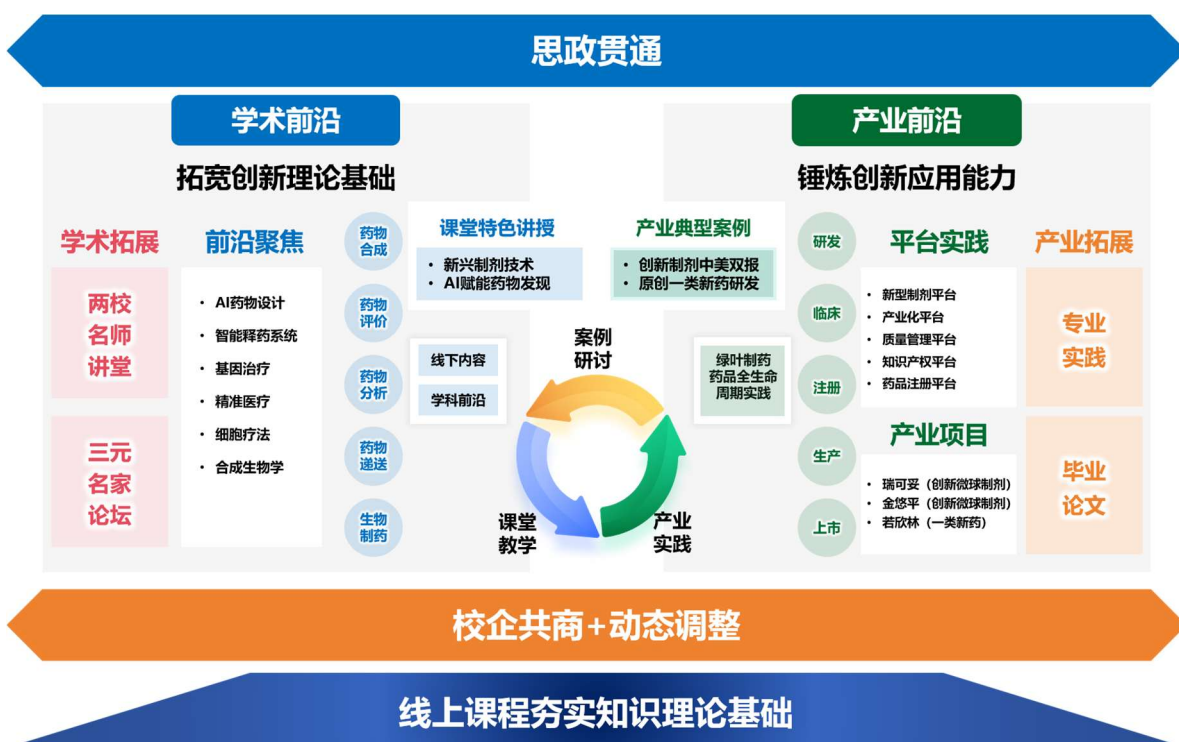 思政贯通
学术前沿
拓宽创新理论基础
学术拓展
两校
名师
讲堂
三元
名家
论坛
前沿聚焦
• AI药物设计
• 智能释药系统
• 基因治疗
• 精准医疗
• 细胞疗法
• 合成生物学
药物
合成
药物
评价
药物
分析
药物
递送
生物
制药
课堂特色讲授
• 新兴制剂技术
• AI赋能药物发现
线下内容
学科前沿
案例
研讨
课堂
教学
产业
实践
产业前沿
锤炼创新应用能力
产业典型案例
• 创新制剂中美双报
• 原创一类新药研发
绿叶制药
药品全生命
周期实践
研发
临床
注册
生产
上市
平台实践
• 新型制剂平台
• 产业化平台
• 质量管理平台
• 知识产权平台
• 药品注册平台
产业项目
• 瑞可妥（创新微球制剂）
• 金悠平（创新微球制剂）
• 若欣林（一类新药）
产业拓展
专业
实践
毕业
论文
校企共商+动态调整
线上课程夯实知识理论基础